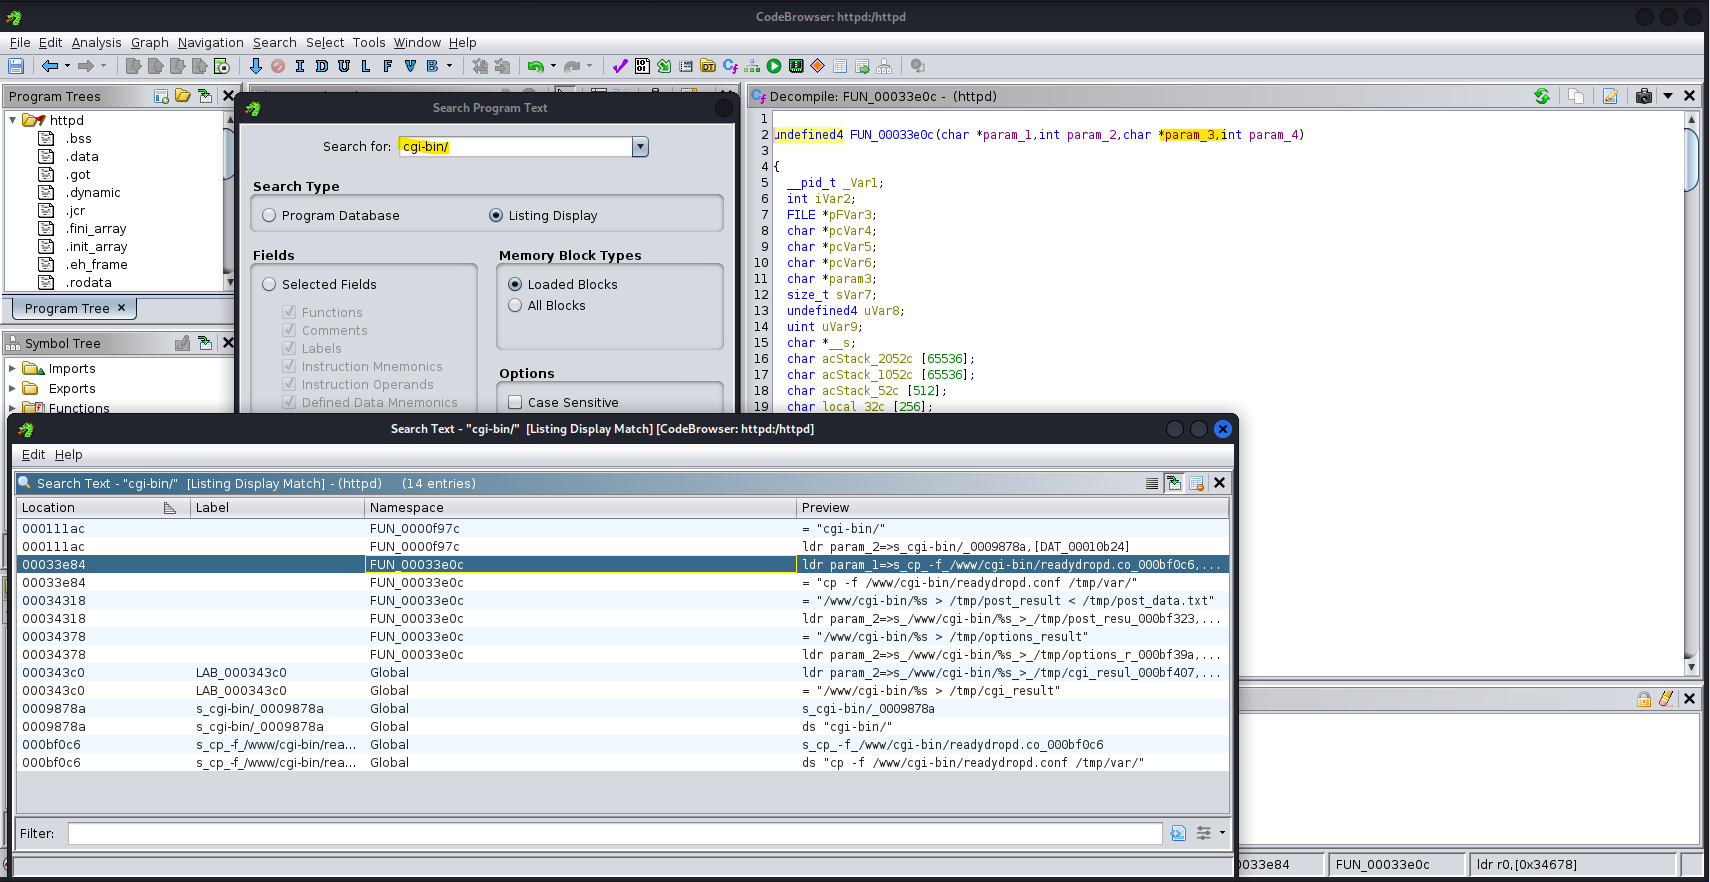 CodeBrowser: httpd:/httpd
File Edit Analysis Graph Navigation Search Select Tools Window Help
I D U L F V B
Program Trees
httpd
.bss
.data
.got
.dynamic
.jcr
.fini_array
.init_array
.eh_frame
.rodata
Program Tree ×
Symbol Tree
Imports
Exports
Functions
Search Program Text
Search for: cgi-bin/
Search Type
Program Database Listing Display
Fields
Selected Fields
Functions
Comments
Labels
Instruction Mnemonics
Instruction Operands
Defined Data Mnemonics
Memory Block Types
Loaded Blocks
All Blocks
Options
Case Sensitive
Decompile: FUN_00033e0c - (httpd)
1
2 undefined4 FUN_00033e0c(char *param_1,int param_2,char *param_3,int param_4)
3
4 {
5 __pid_t _Var1;
6 int iVar2;
7 FILE *pFVar3;
8 char *pcVar4;
9 char *pcVar5;
10 char *pcVar6;
11 char *param3;
12 size_t sVar7;
13 undefined4 uVar8;
14 uint uVar9;
15 char *__s;
16 char acStack_2052c [65536];
17 char acStack_1052c [65536];
18 char acStack_52c [512];
19 char local_32c [256];
Search Text - "cgi-bin/" [Listing Display Match] [CodeBrowser: httpd:/httpd]
Edit Help
Search Text - "cgi-bin/" [Listing Display Match] - (httpd) (14 entries)
Location Label Namespace Preview
000111ac FUN_0000f97c = "cgi-bin/"
000111ac FUN_0000f97c ldr param_2=>s_cgi-bin/_0009878a,[DAT_00010b24]
00033e84 FUN_00033e0c ldr param_1=>s_cp_-f_/www/cgi-bin/readydropd.co_000bf0c6,...
00033e84 FUN_00033e0c = "cp -f /www/cgi-bin/readydropd.conf /tmp/var/"
00034318 FUN_00033e0c = "/www/cgi-bin/%s > /tmp/post_result < /tmp/post_data.txt"
00034318 FUN_00033e0c ldr param_2=>s_/www/cgi-bin/%s_>_/tmp/post_resu_000bf323,...
00034378 FUN_00033e0c = "/www/cgi-bin/%s > /tmp/options_result"
00034378 FUN_00033e0c ldr param_2=>s_/www/cgi-bin/%s_>_/tmp/options_r_000bf39a,...
000343c0 LAB_000343c0 Global ldr param_2=>s_/www/cgi-bin/%s_>_/tmp/cgi_resul_000bf407,...
000343c0 LAB_000343c0 Global = "/www/cgi-bin/%s > /tmp/cgi_result"
0009878a s_cgi-bin/_0009878a Global s_cgi-bin/_0009878a
0009878a s_cgi-bin/_0009878a Global ds "cgi-bin/"
000bf0c6 s_cp_-f_/www/cgi-bin/rea... Global s_cp_-f_/www/cgi-bin/readydrop.co_000bf0c6
000bf0c6 s_cp_-f_/www/cgi-bin/rea... Global ds "cp -f /www/cgi-bin/readydropd.conf /tmp/var/"
Filter:
0033e84 FUN_00033e0c ldr r0,[0x34678]